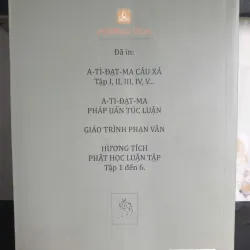 Đã in:
A-TÌ-ĐẠT-MA CÂU XÁ
Tập I, II, III, IV, V...
A-TÌ-ĐẠT-MA
PHÁP UẨN TÚC LUẬN
GIÁO TRÌNH PHẠN VĂN
HƯƠNG TÍCH
PHẬT HỌC LUẬN TẬP
Tập 1 đến 6.